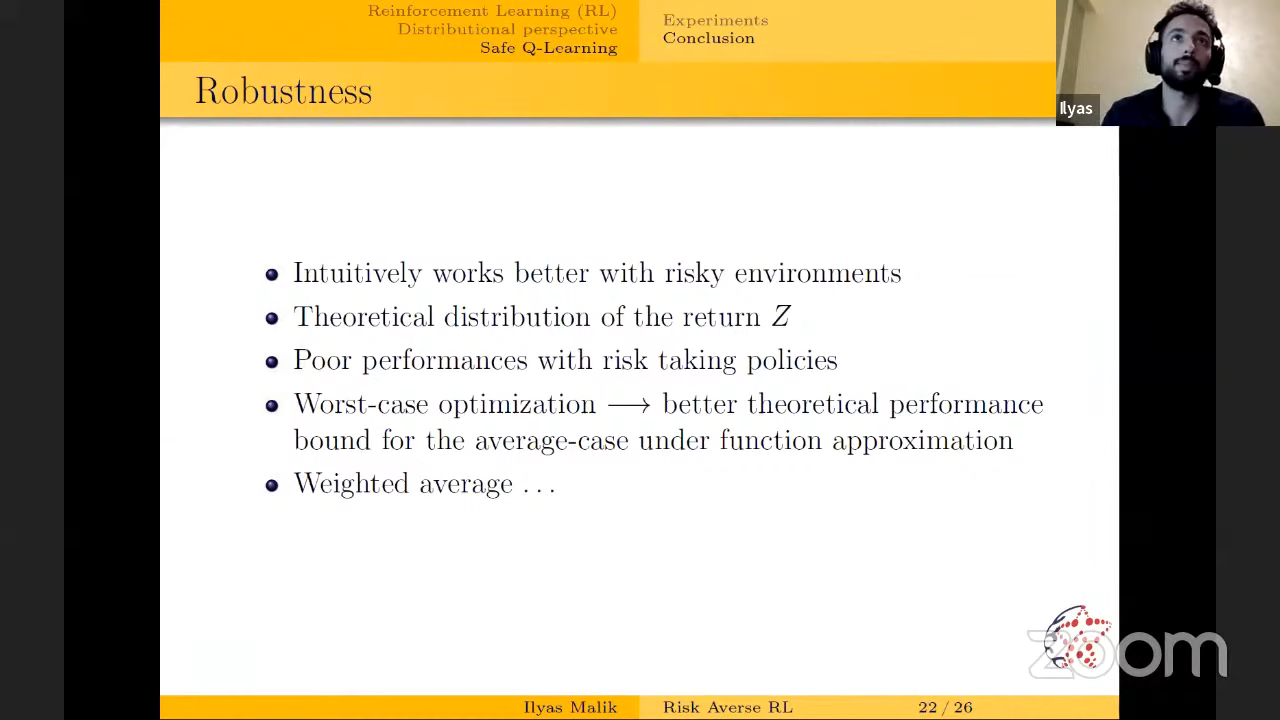 Reinforcement Learning (RL)
Distributional perspective
Safe Q-Learning
Experiments
Conclusion
Ilyas
Robustness
Intuitively works better with risky environments
Theoretical distribution of the return Z
Poor performances with risk taking policies
Worst-case optimization ⟶ better theoretical performance
bound for the average-case under function approximation
Weighted average ...
zoom
Ilyas Malik
Risk Averse RL
22 / 26